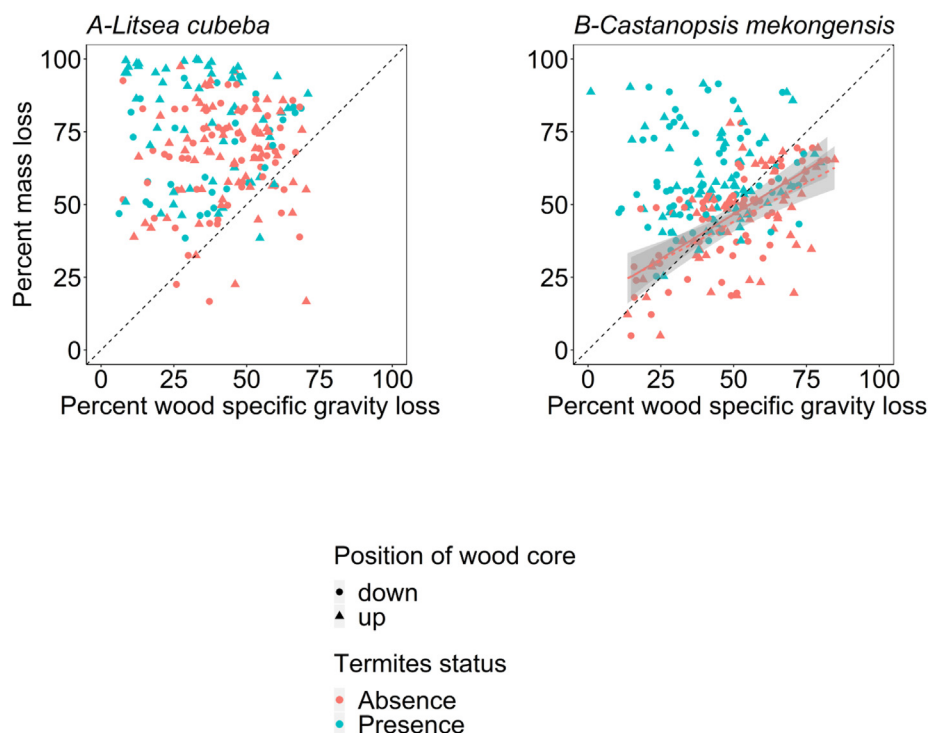 A-Litsea cubeba
B-Castanopsis mekongensis
Percent mass loss
100
75
50
25
0
0 25 50 75 100
Percent wood specific gravity loss
100
75
50
25
0
0 25 50 75 100
Percent wood specific gravity loss
Position of wood core
down
up
Termites status
Absence
Presence